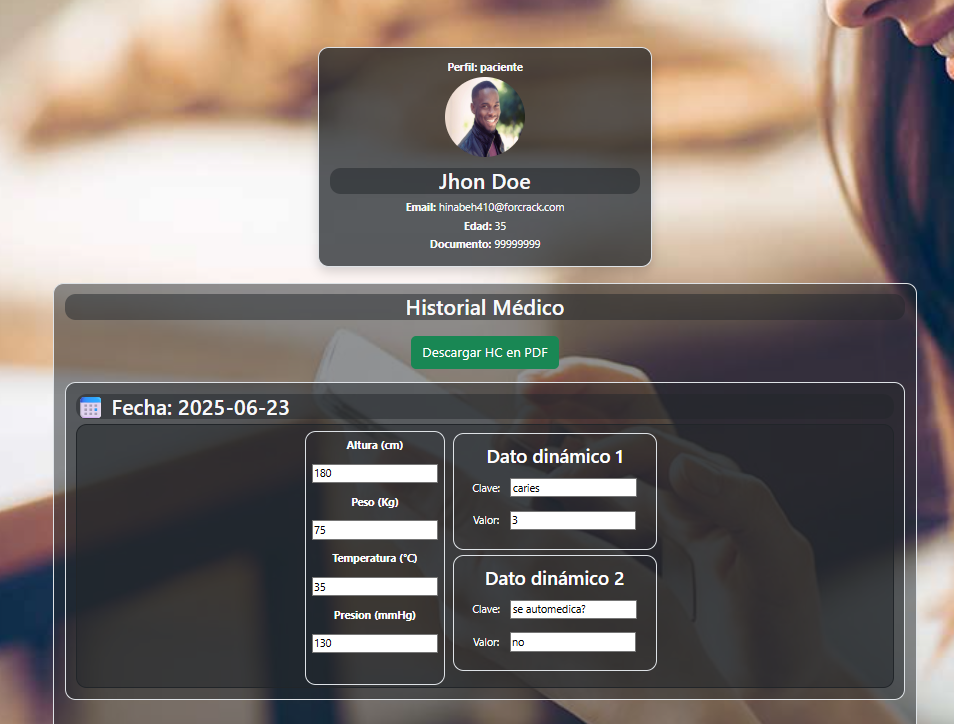 Perfil: paciente
Jhon Doe
Email: hinabeh410@forcrack.com
Edad: 35
Documento: 99999999
Historial Médico
Descargar HC en PDF
Fecha: 2025-06-23
Altura (cm)
180
Peso (Kg)
75
Temperatura (°C)
35
Presion (mmHg)
130
Dato dinámico 1
Clave: caries
Valor: 3
Dato dinámico 2
Clave: se automedica?
Valor: no